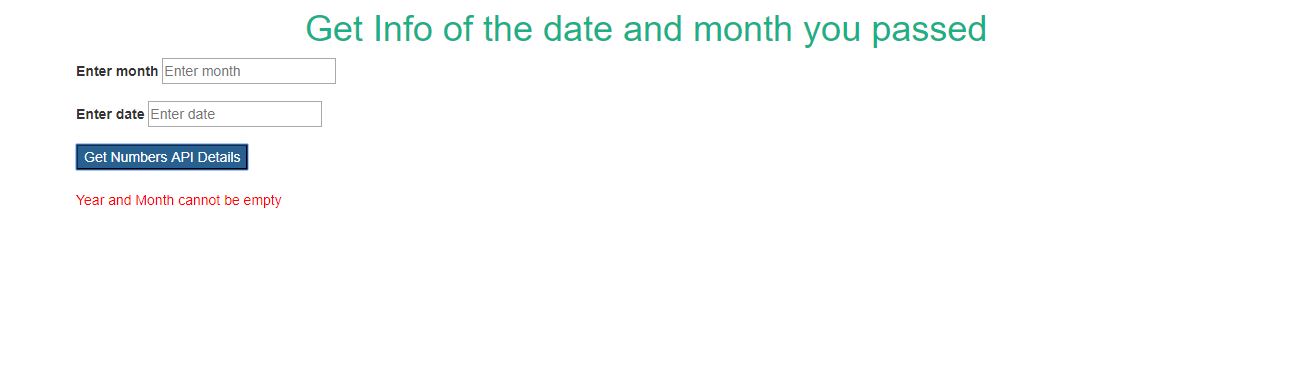 Get Info of the date and month you passed
Enter month Enter month
Enter date Enter date
Get Numbers API Details
Year and Month cannot be empty